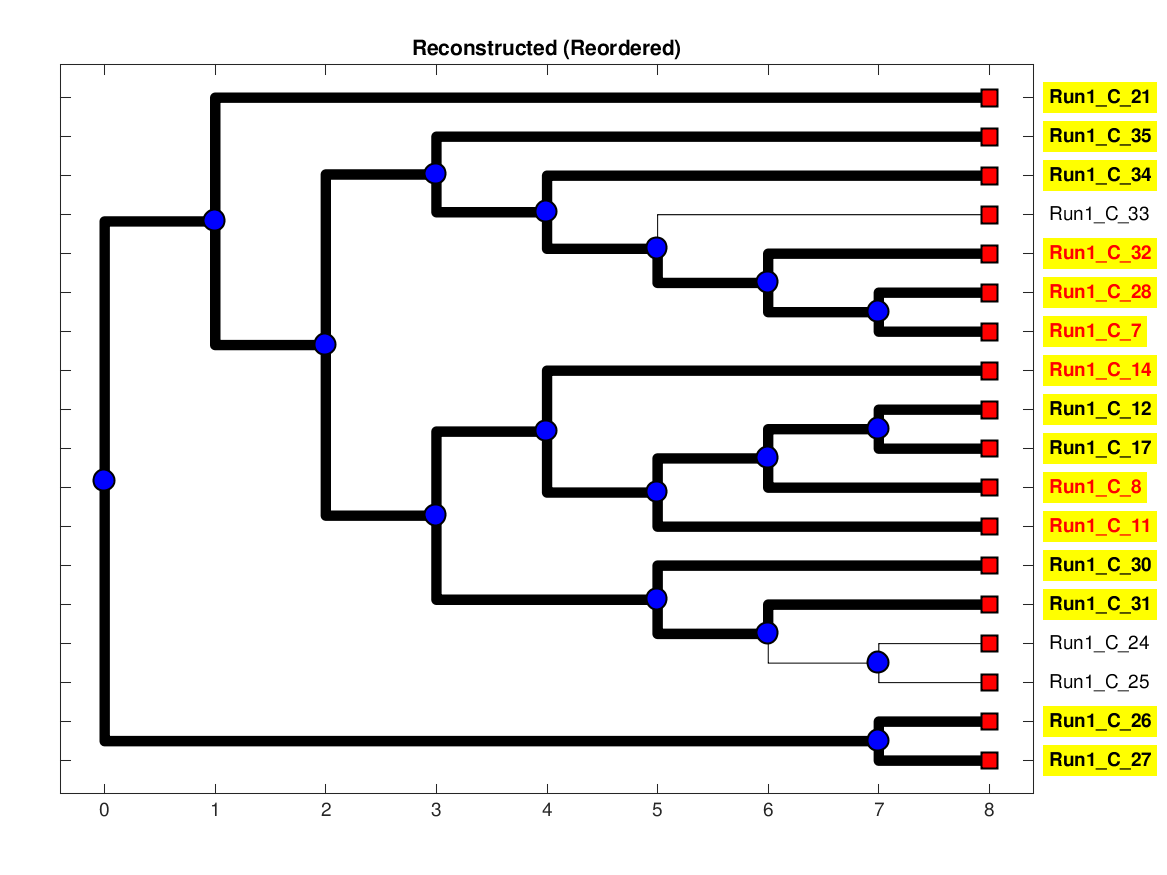 Reconstructed (Reordered)
Run1_C_21
Run1_C_35
Run1_C_34
Run1_C_33
Run1_C_32
Run1_C_28
Run1_C_7
Run1_C_14
Run1_C_12
Run1_C_17
Run1_C_8
Run1_C_11
Run1_C_30
Run1_C_31
Run1_C_24
Run1_C_25
Run1_C_26
Run1_C_27
0 1 2 3 4 5 6 7 8